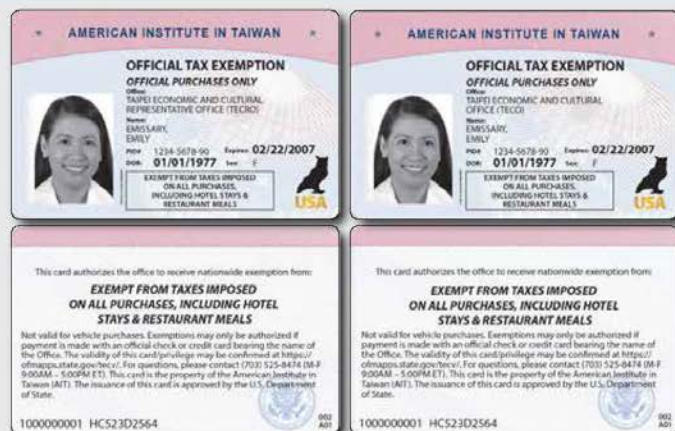 AMERICAN INSTITUTE IN TAIWAN
OFFICIAL TAX EXEMPTION
OFFICIAL PURCHASES ONLY
Office:
TAIPEI ECONOMIC AND CULTURAL
REPRESENTATIVE OFFICE (TECRO)
Name:
EMISSARY,
EMILY
PID#: 1234-5678-90 Expires: 02/22/2007
DOB: 01/01/1977 Sex: F
EXEMPT FROM TAXES IMPOSED
ON ALL PURCHASES,
INCLUDING HOTEL STAYS &
RESTAURANT MEALS
USA
AMERICAN INSTITUTE IN TAIWAN
OFFICIAL TAX EXEMPTION
OFFICIAL PURCHASES ONLY
Office:
TAIPEI ECONOMIC AND CULTURAL
REPRESENTATIVE OFFICE (TECO)
Name:
EMISSARY,
EMILY
PID#: 1234-5678-90 Expires: 02/22/2007
DOB: 01/01/1977 Sex: F
EXEMPT FROM TAXES IMPOSED
ON ALL PURCHASES,
INCLUDING HOTEL STAYS &
RESTAURANT MEALS
USA
This card authorizes the office to receive nationwide exemption from:
EXEMPT FROM TAXES IMPOSED
ON ALL PURCHASES, INCLUDING HOTEL
STAYS & RESTAURANT MEALS
Not valid for vehicle purchases. Exemptions may only be authorized if
payment is made with an official check or credit card bearing the name of
the Office. The validity of this card/privilege may be confirmed at https://
ofmapps.state.gov/tecv/. For questions, please contact (703) 525-8474 (M-F
9:00AM - 5:00PM ET). This card is the property of the American Institute in
Taiwan (AIT). The issuance of this card is approved by the U.S. Department
of State.
1000000001 HC523D2564
002
A01
This card authorizes the office to receive nationwide exemption from:
EXEMPT FROM TAXES IMPOSED
ON ALL PURCHASES, INCLUDING HOTEL
STAYS & RESTAURANT MEALS
Not valid for vehicle purchases. Exemptions may only be authorized if
payment is made with an official check or credit card bearing the name of
the Office. The validity of this card/privilege may be confirmed at https://
ofmapps.state.gov/tecv/. For questions, please contact (703) 525-8474 (M-F
9:00AM - 5:00PM ET). This card is the property of the American Institute in
Taiwan (AIT). The issuance of this card is approved by the U.S. Department
of State.
1000000001 HC523D2564
002
A01